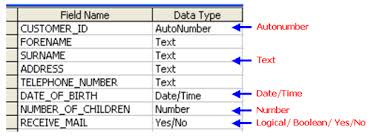 Field Name Data Type
CUSTOMER_ID AutoNumber Autonumber
FORENAME Text
SURNAME Text
ADDRESS Text Text
TELEPHONE_NUMBER Text
DATE_OF_BIRTH Date/Time Date/Time
NUMBER_OF_CHILDREN Number Number
RECEIVE_MAIL Yes/No Logical/ Boolean/ Yes/No